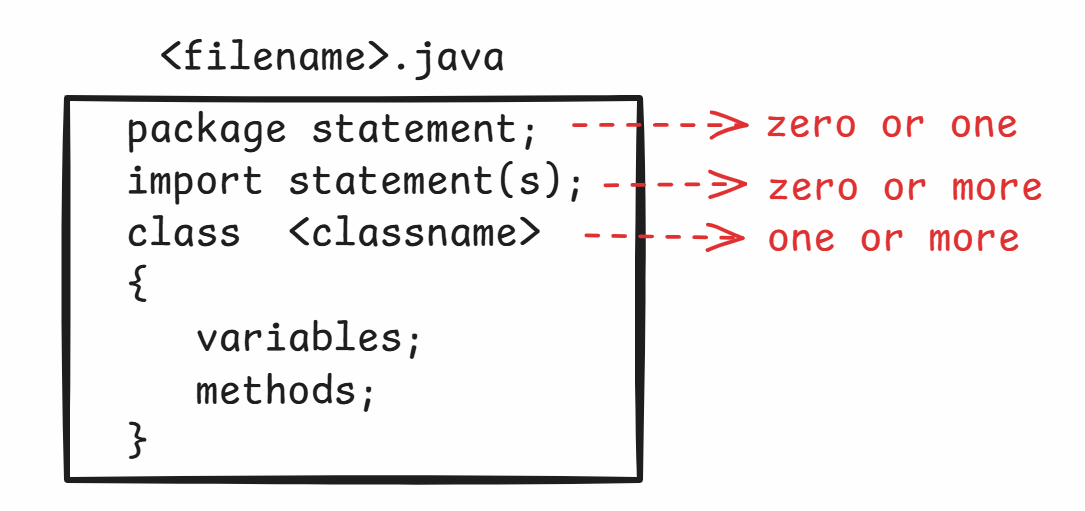 <filename>.java
package statement; zero or one
import statement(s); zero or more
class <classname> one or more
{
variables;
methods;
}